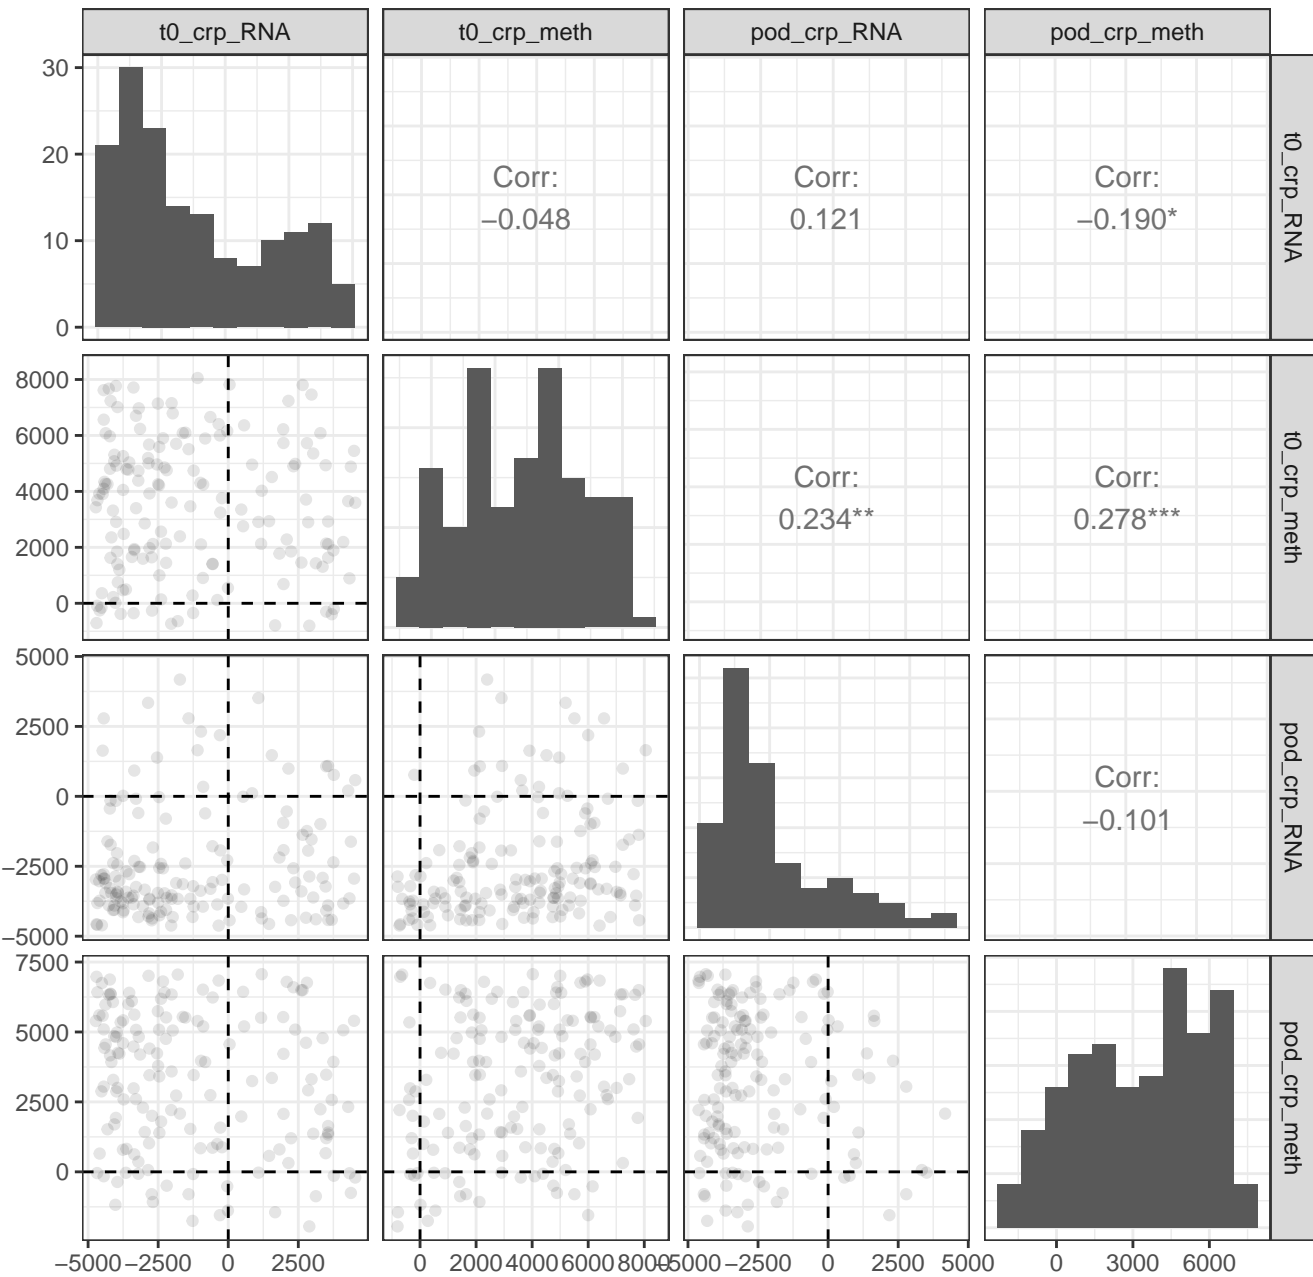 t0_crp_RNA t0_crp_meth pod_crp_RNA pod_crp_meth
30
20
10
0
Corr:
−0.048
Corr:
0.121
Corr:
−0.190*
t0_crp_RNA
8000
6000
4000
2000
0
Corr:
0.234**
Corr:
0.278***
t0_crp_meth
5000
2500
0
−2500
−5000
Corr:
−0.101
pod_crp_RNA
7500
5000
2500
0
pod_crp_meth
−5000 −2500 0 2500 0 2000 4000 6000 8000 −5000 −2500 0 2500 5000 0 3000 6000